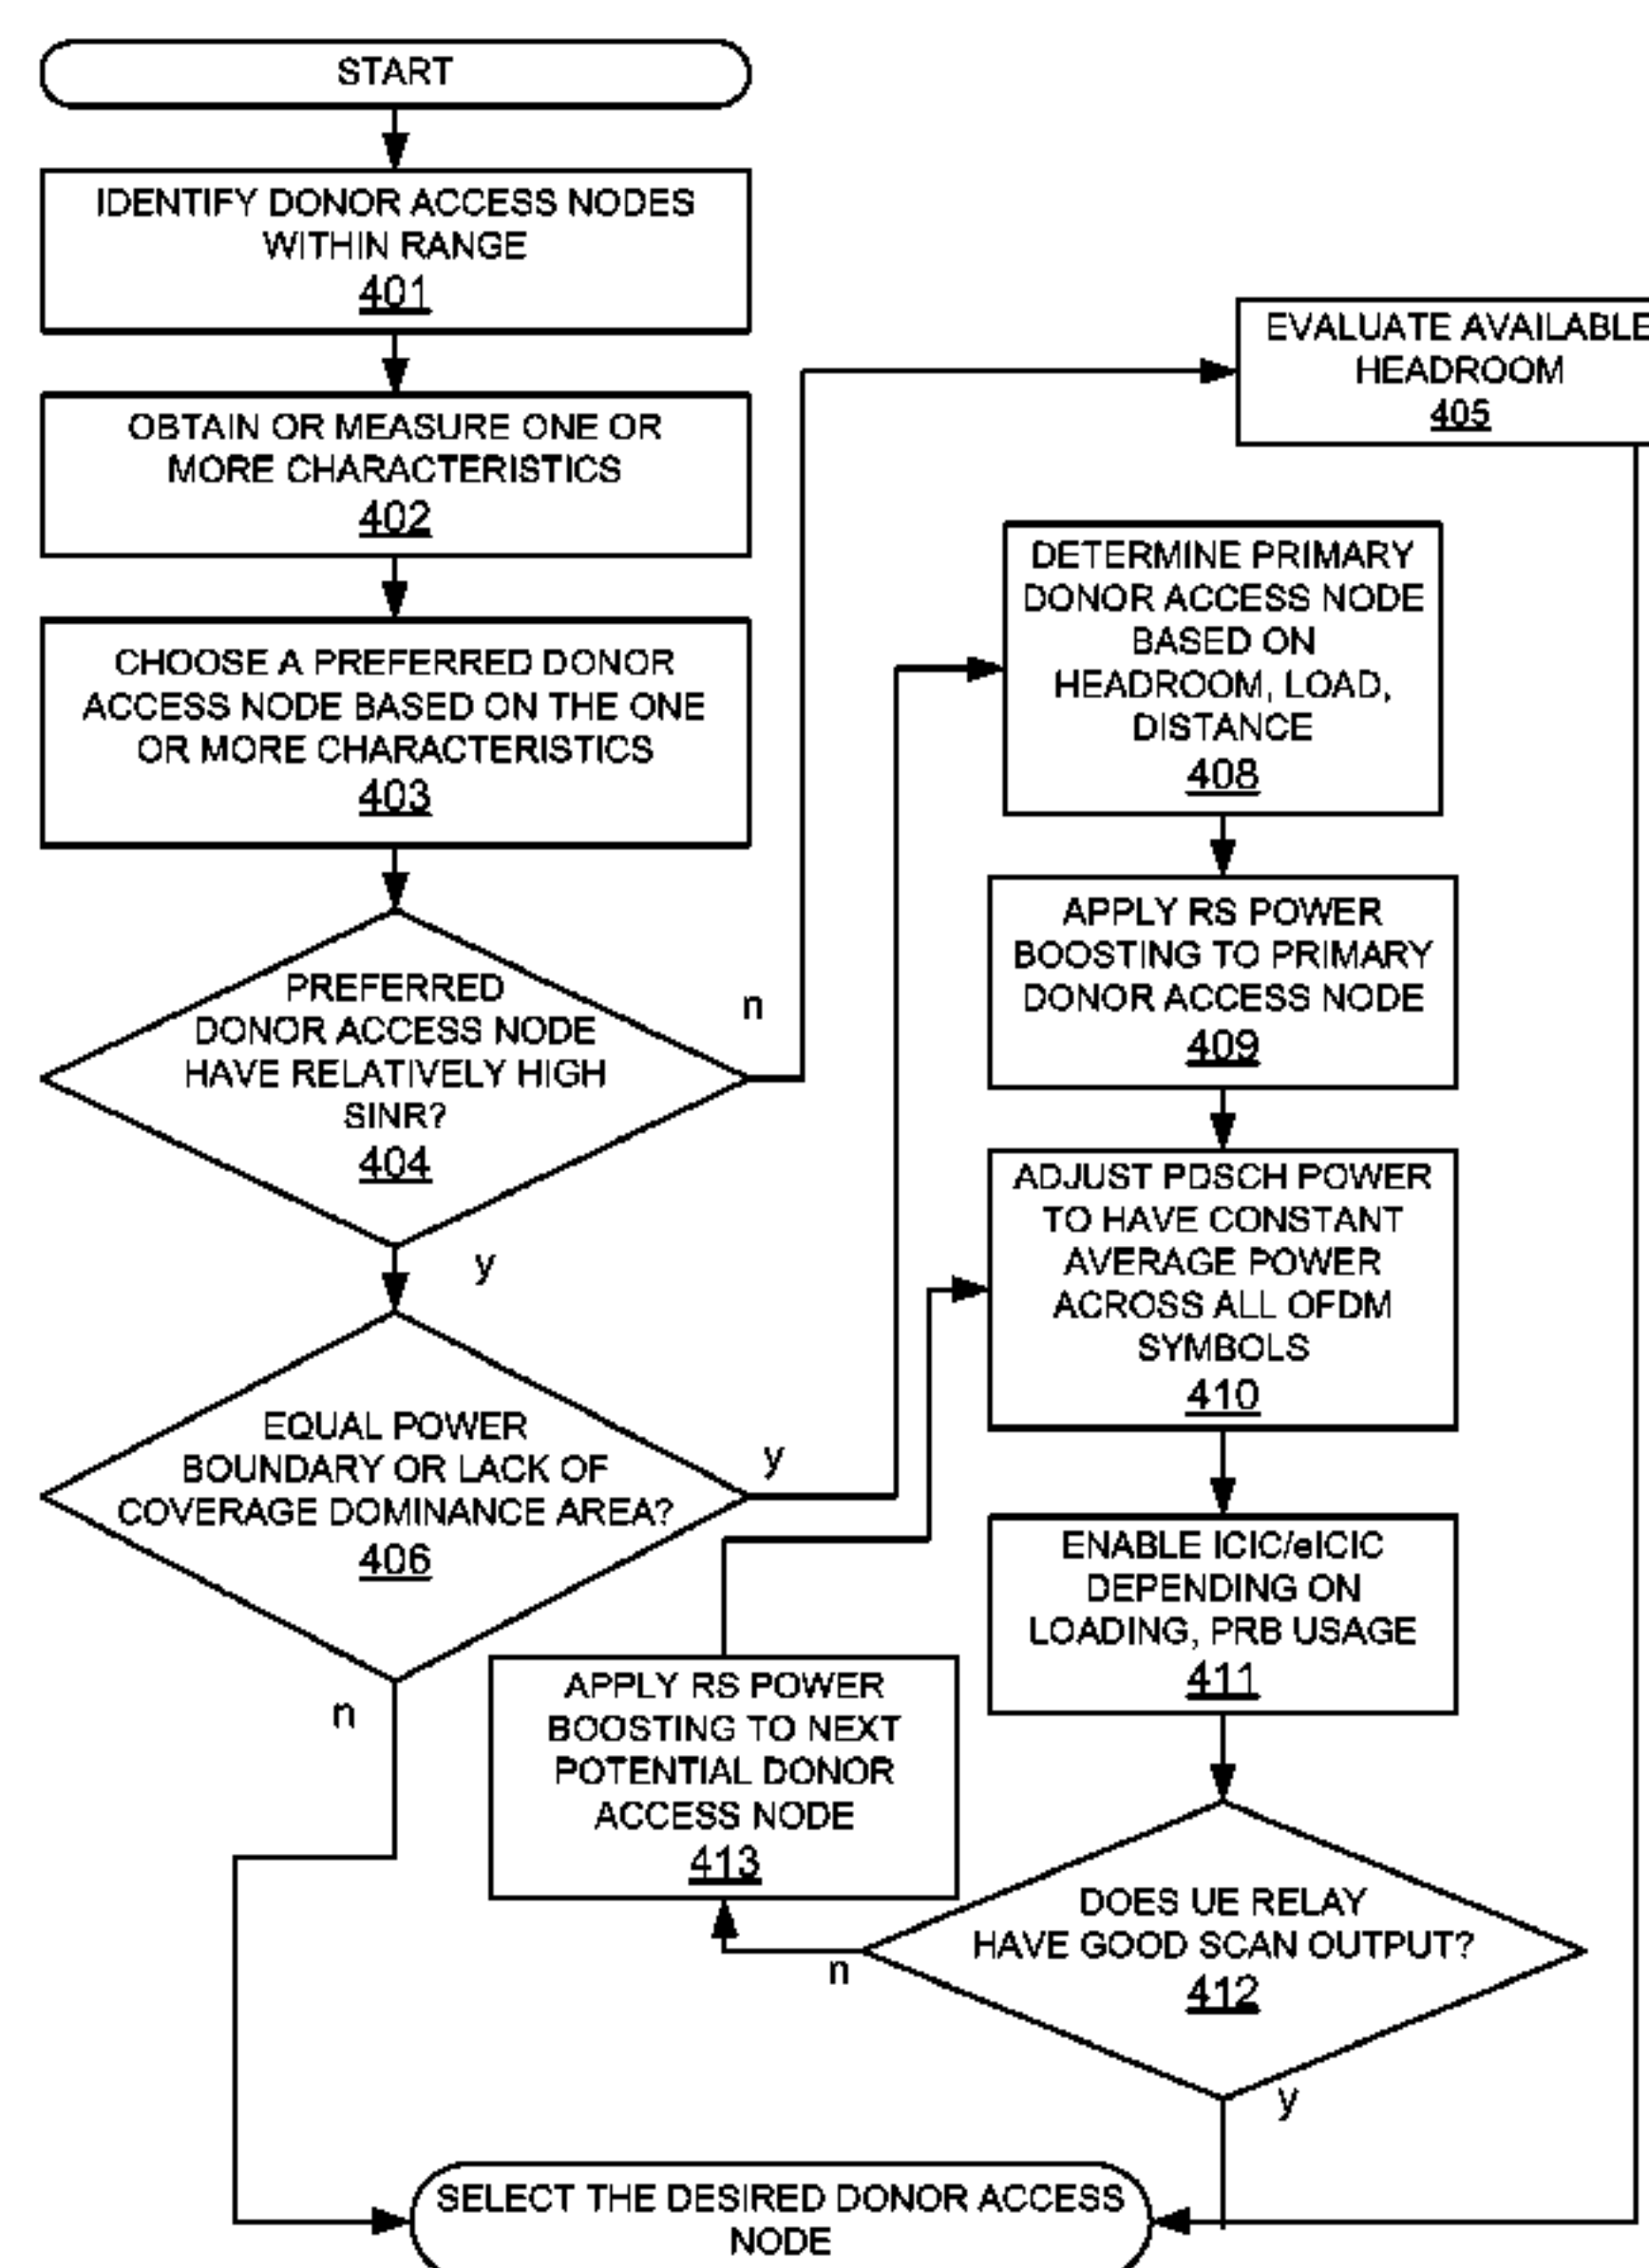 START
IDENTIFY DONOR ACCESS NODES
WITHIN RANGE
401
OBTAIN OR MEASURE ONE OR
MORE CHARACTERISTICS
402
CHOOSE A PREFERRED DONOR
ACCESS NODE BASED ON THE ONE
OR MORE CHARACTERISTICS
403
PREFERRED
DONOR ACCESS NODE
HAVE RELATIVELY HIGH
SINR?
404
n
y
EVALUATE AVAILABLE
HEADROOM
405
EQUAL POWER
BOUNDARY OR LACK OF
COVERAGE DOMINANCE AREA?
406
y
n
DETERMINE PRIMARY
DONOR ACCESS NODE
BASED ON
HEADROOM, LOAD,
DISTANCE
408
APPLY RS POWER
BOOSTING TO PRIMARY
DONOR ACCESS NODE
409
ADJUST PDSCH POWER
TO HAVE CONSTANT
AVERAGE POWER
ACROSS ALL OFDM
SYMBOLS
410
ENABLE ICIC/eICIC
DEPENDING ON
LOADING, PRB USAGE
411
DOES UE RELAY
HAVE GOOD SCAN OUTPUT?
412
n
y
APPLY RS POWER
BOOSTING TO NEXT
POTENTIAL DONOR
ACCESS NODE
413
SELECT THE DESIRED DONOR ACCESS
NODE